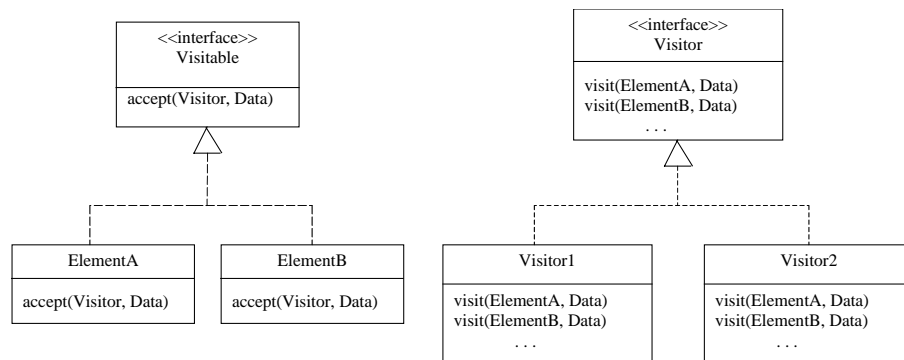 <<interface>>
Visitable
accept(Visitor, Data)
<<interface>>
Visitor
visit(ElementA, Data)
visit(ElementB, Data)
. . .
ElementA
accept(Visitor, Data)
ElementB
accept(Visitor, Data)
Visitor1
visit(ElementA, Data)
visit(ElementB, Data)
. . .
Visitor2
visit(ElementA, Data)
visit(ElementB, Data)
. . .